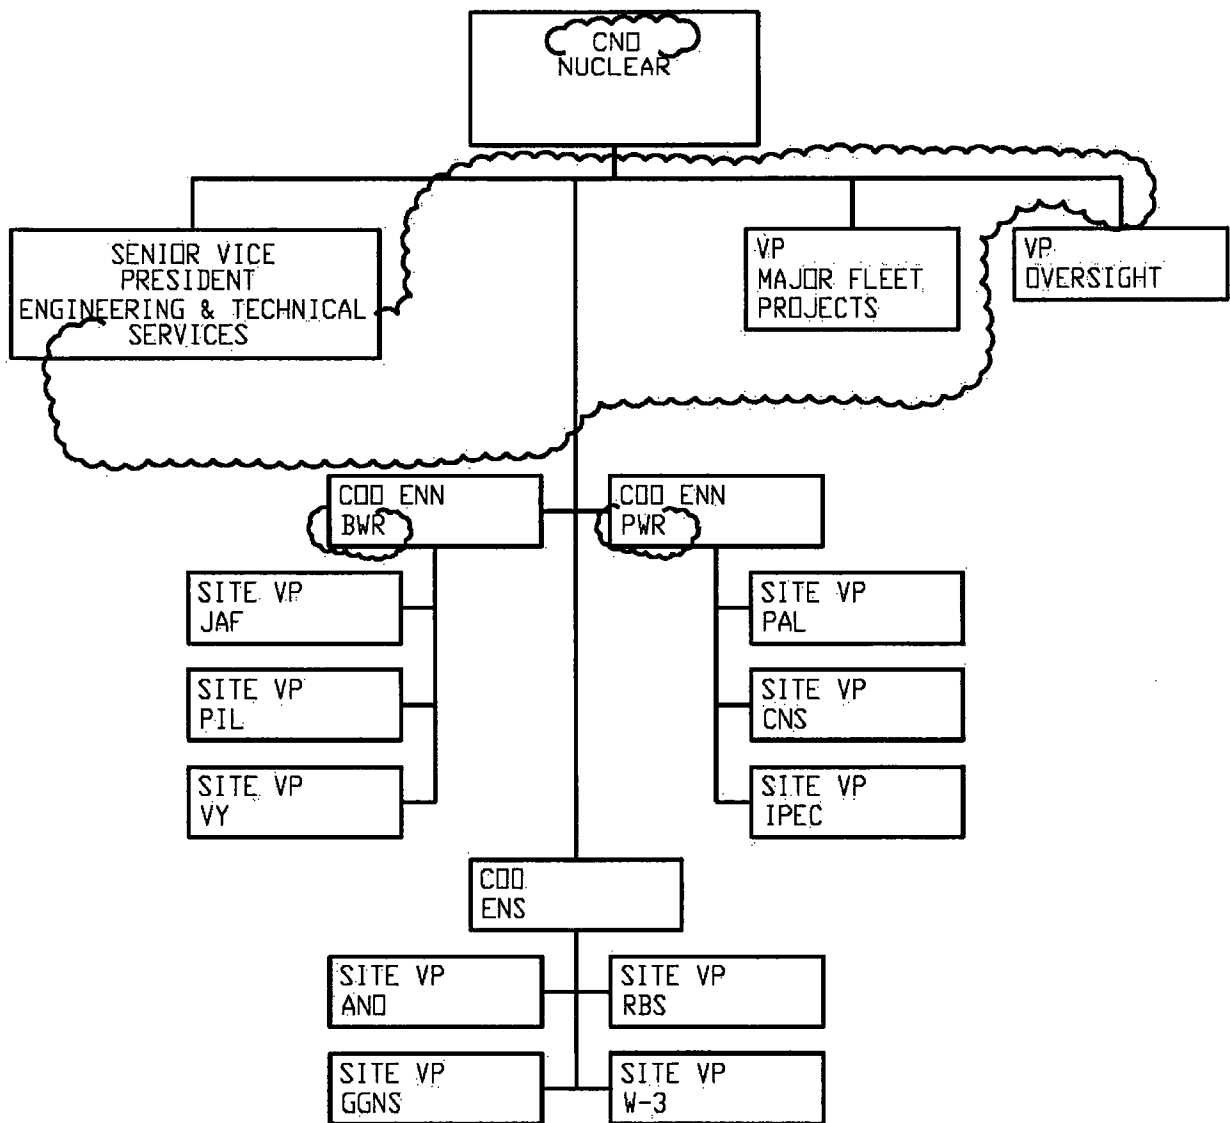 CNO
NUCLEAR
SENIOR VICE
PRESIDENT
ENGINEERING & TECHNICAL
SERVICES
VP
MAJOR FLEET
PROJECTS
VP
OVERSIGHT
COO ENN
BWR
COO ENN
PWR
SITE VP
JAF
SITE VP
PAL
SITE VP
PIL
SITE VP
CNS
SITE VP
VY
SITE VP
IPEC
COO
ENS
SITE VP
ANO
SITE VP
RBS
SITE VP
GGNS
SITE VP
W-3